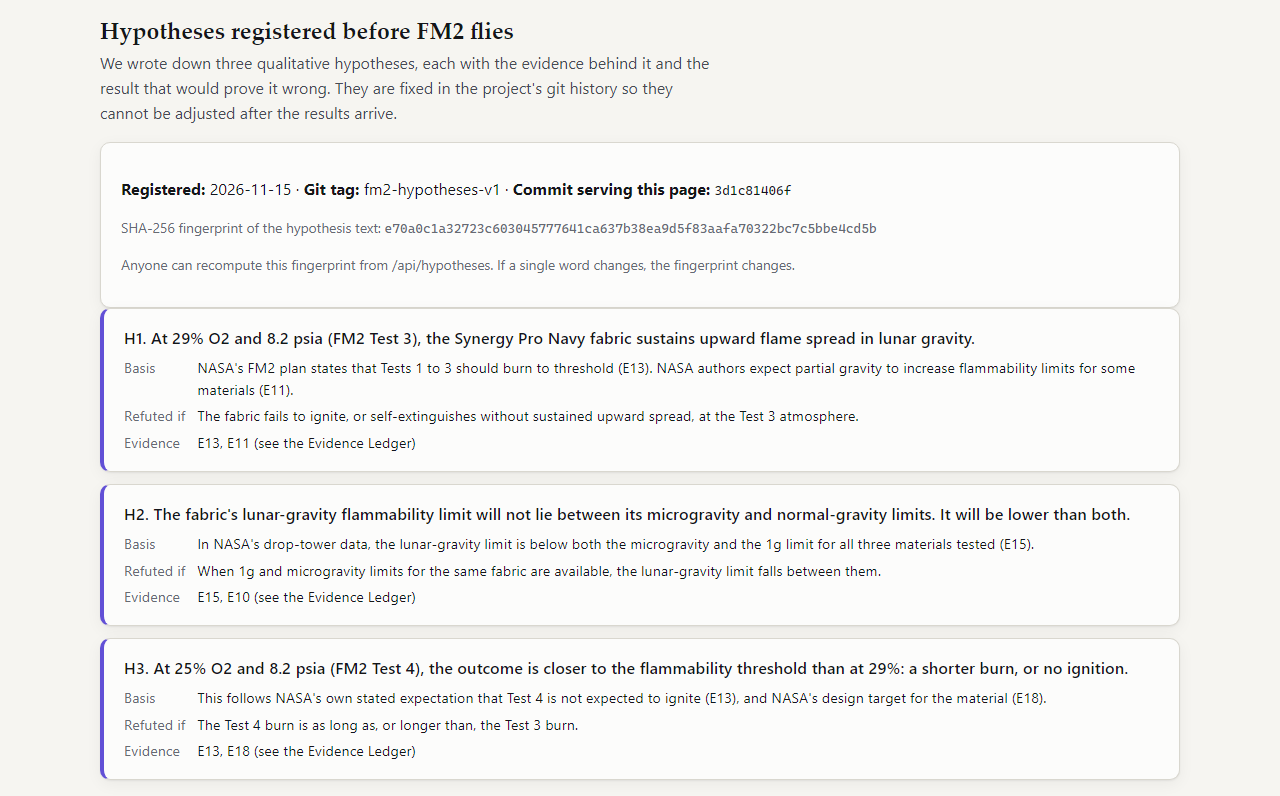 Hypotheses registered before FM2 flies
We wrote down three qualitative hypotheses, each with the evidence behind it and the
result that would prove it wrong. They are fixed in the project's git history so they
cannot be adjusted after the results arrive.
Registered: 2026-11-15 · Git tag: fm2-hypotheses-v1 · Commit serving this page: 3d1c81406f
SHA-256 fingerprint of the hypothesis text: e70a0c1a32723c603045777641ca637b38ea9d5f83aafa70322bc7c5bbe4cd5b
Anyone can recompute this fingerprint from /api/hypotheses. If a single word changes, the fingerprint changes.
H1. At 29% O2 and 8.2 psia (FM2 Test 3), the Synergy Pro Navy fabric sustains upward flame spread in lunar gravity.
Basis NASA's FM2 plan states that Tests 1 to 3 should burn to threshold (E13). NASA authors expect partial gravity to increase flammability limits for some
materials (E11).
Refuted if The fabric fails to ignite, or self-extinguishes without sustained upward spread, at the Test 3 atmosphere.
Evidence E13, E11 (see the Evidence Ledger)
H2. The fabric's lunar-gravity flammability limit will not lie between its microgravity and normal-gravity limits. It will be lower than both.
Basis In NASA's drop-tower data, the lunar-gravity limit is below both the microgravity and the 1g limit for all three materials tested (E15).
Refuted if When 1g and microgravity limits for the same fabric are available, the lunar-gravity limit falls between them.
Evidence E15, E10 (see the Evidence Ledger)
H3. At 25% O2 and 8.2 psia (FM2 Test 4), the outcome is closer to the flammability threshold than at 29%: a shorter burn, or no ignition.
Basis This follows NASA's own stated expectation that Test 4 is not expected to ignite (E13), and NASA's design target for the material (E18).
Refuted if The Test 4 burn is as long as, or longer than, the Test 3 burn.
Evidence E13, E18 (see the Evidence Ledger)